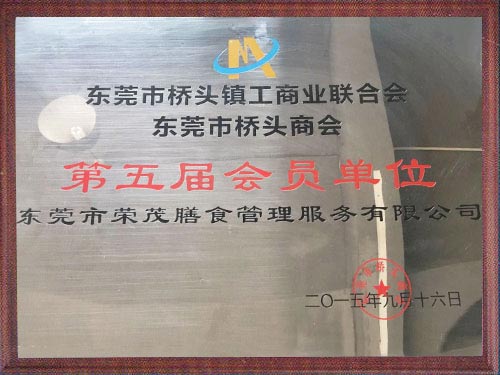 东莞市桥头镇工商业联合会
东莞市桥头商会
第五届会员单位
东莞市荣茂膳食管理服务有限公司
二〇一五年九月十六日